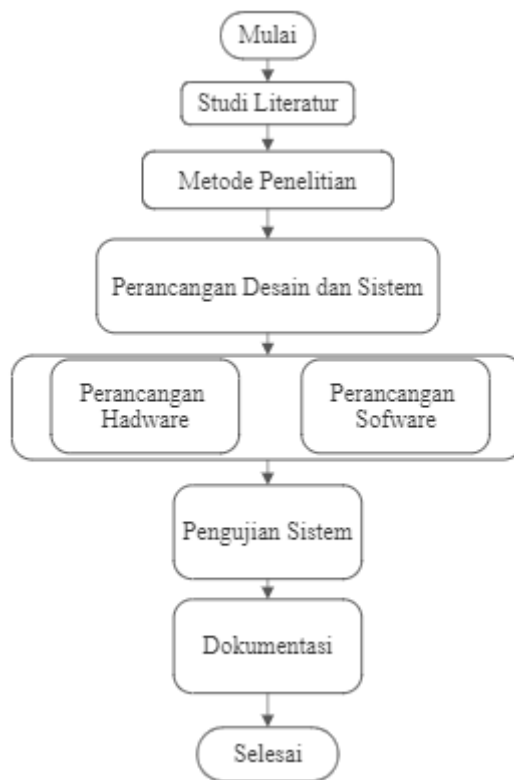 Mulai
Studi Literatur
Metode Penelitian
Perancangan Desain dan Sistem
Perancangan
Hadware
Perancangan
Sofware
Pengujian Sistem
Dokumentasi
Selesai